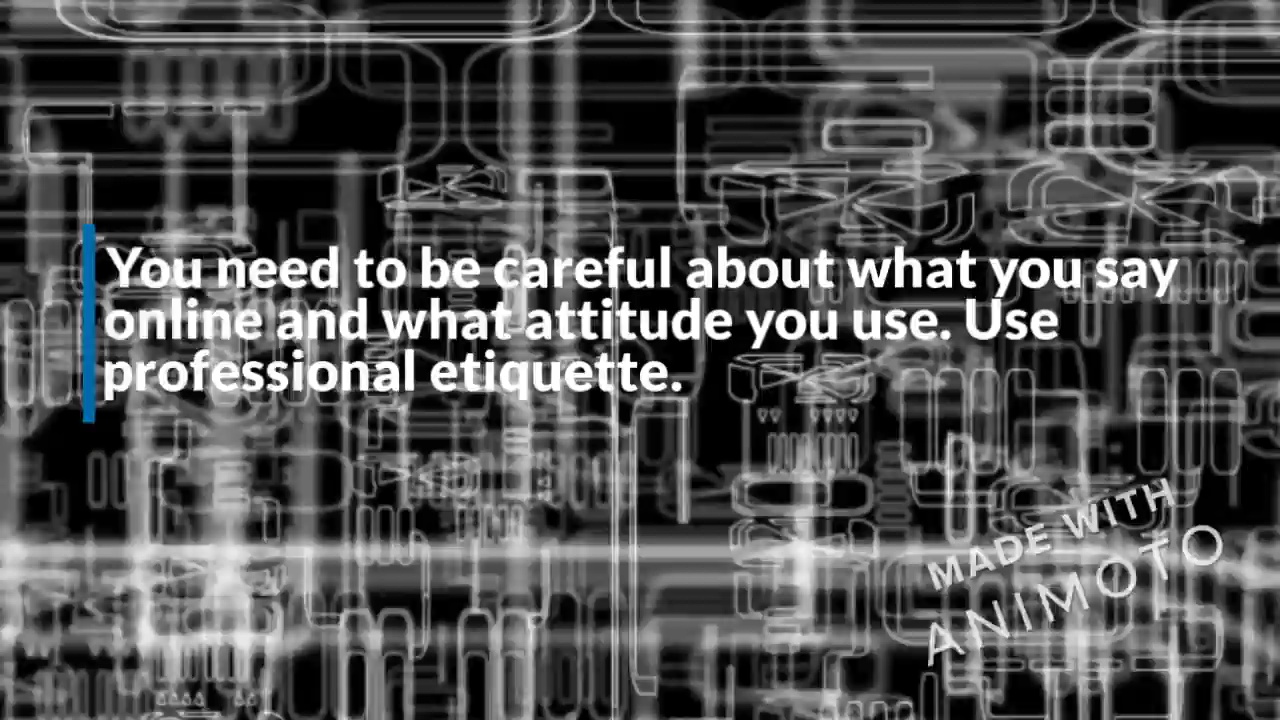 You need to be careful about what you say
online and what attitude you use. Use
professional etiquette.
MADE WITH
ANIMOTO